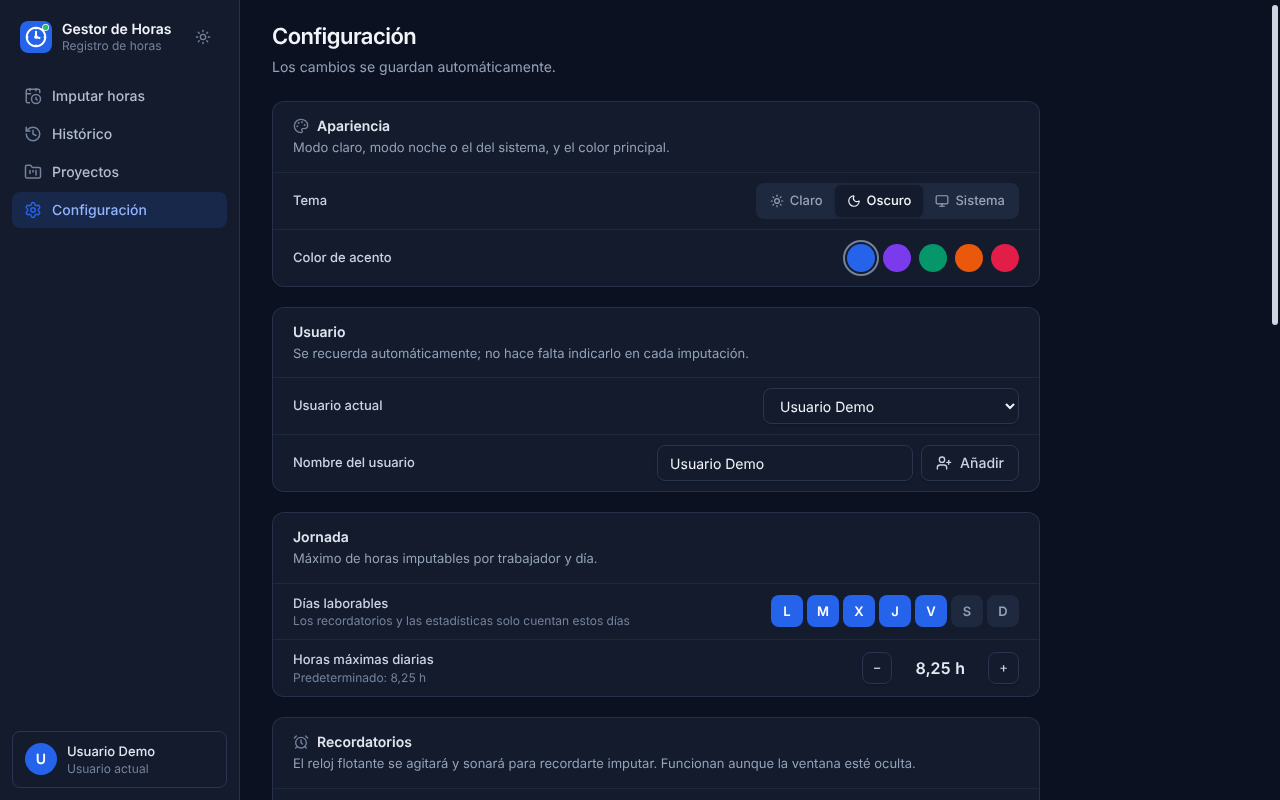 Gestor de Horas
Registro de horas
Imputar horas
Histórico
Proyectos
Configuración
U
Usuario Demo
Usuario actual
Configuración
Los cambios se guardan automáticamente.
Apariencia
Modo claro, modo noche o el del sistema, y el color principal.
Tema
Claro
Oscuro
Sistema
Color de acento
Usuario
Se recuerda automáticamente; no hace falta indicarlo en cada imputación.
Usuario actual
Usuario Demo
Nombre del usuario
Usuario Demo
Añadir
Jornada
Máximo de horas imputables por trabajador y día.
Días laborables
Los recordatorios y las estadísticas solo cuentan estos días
L M X J V S D
Horas máximas diarias
Predeterminado: 8,25 h
− 8,25 h +
Recordatorios
El reloj flotante se agitará y sonará para recordarte imputar. Funcionan aunque la ventana esté oculta.